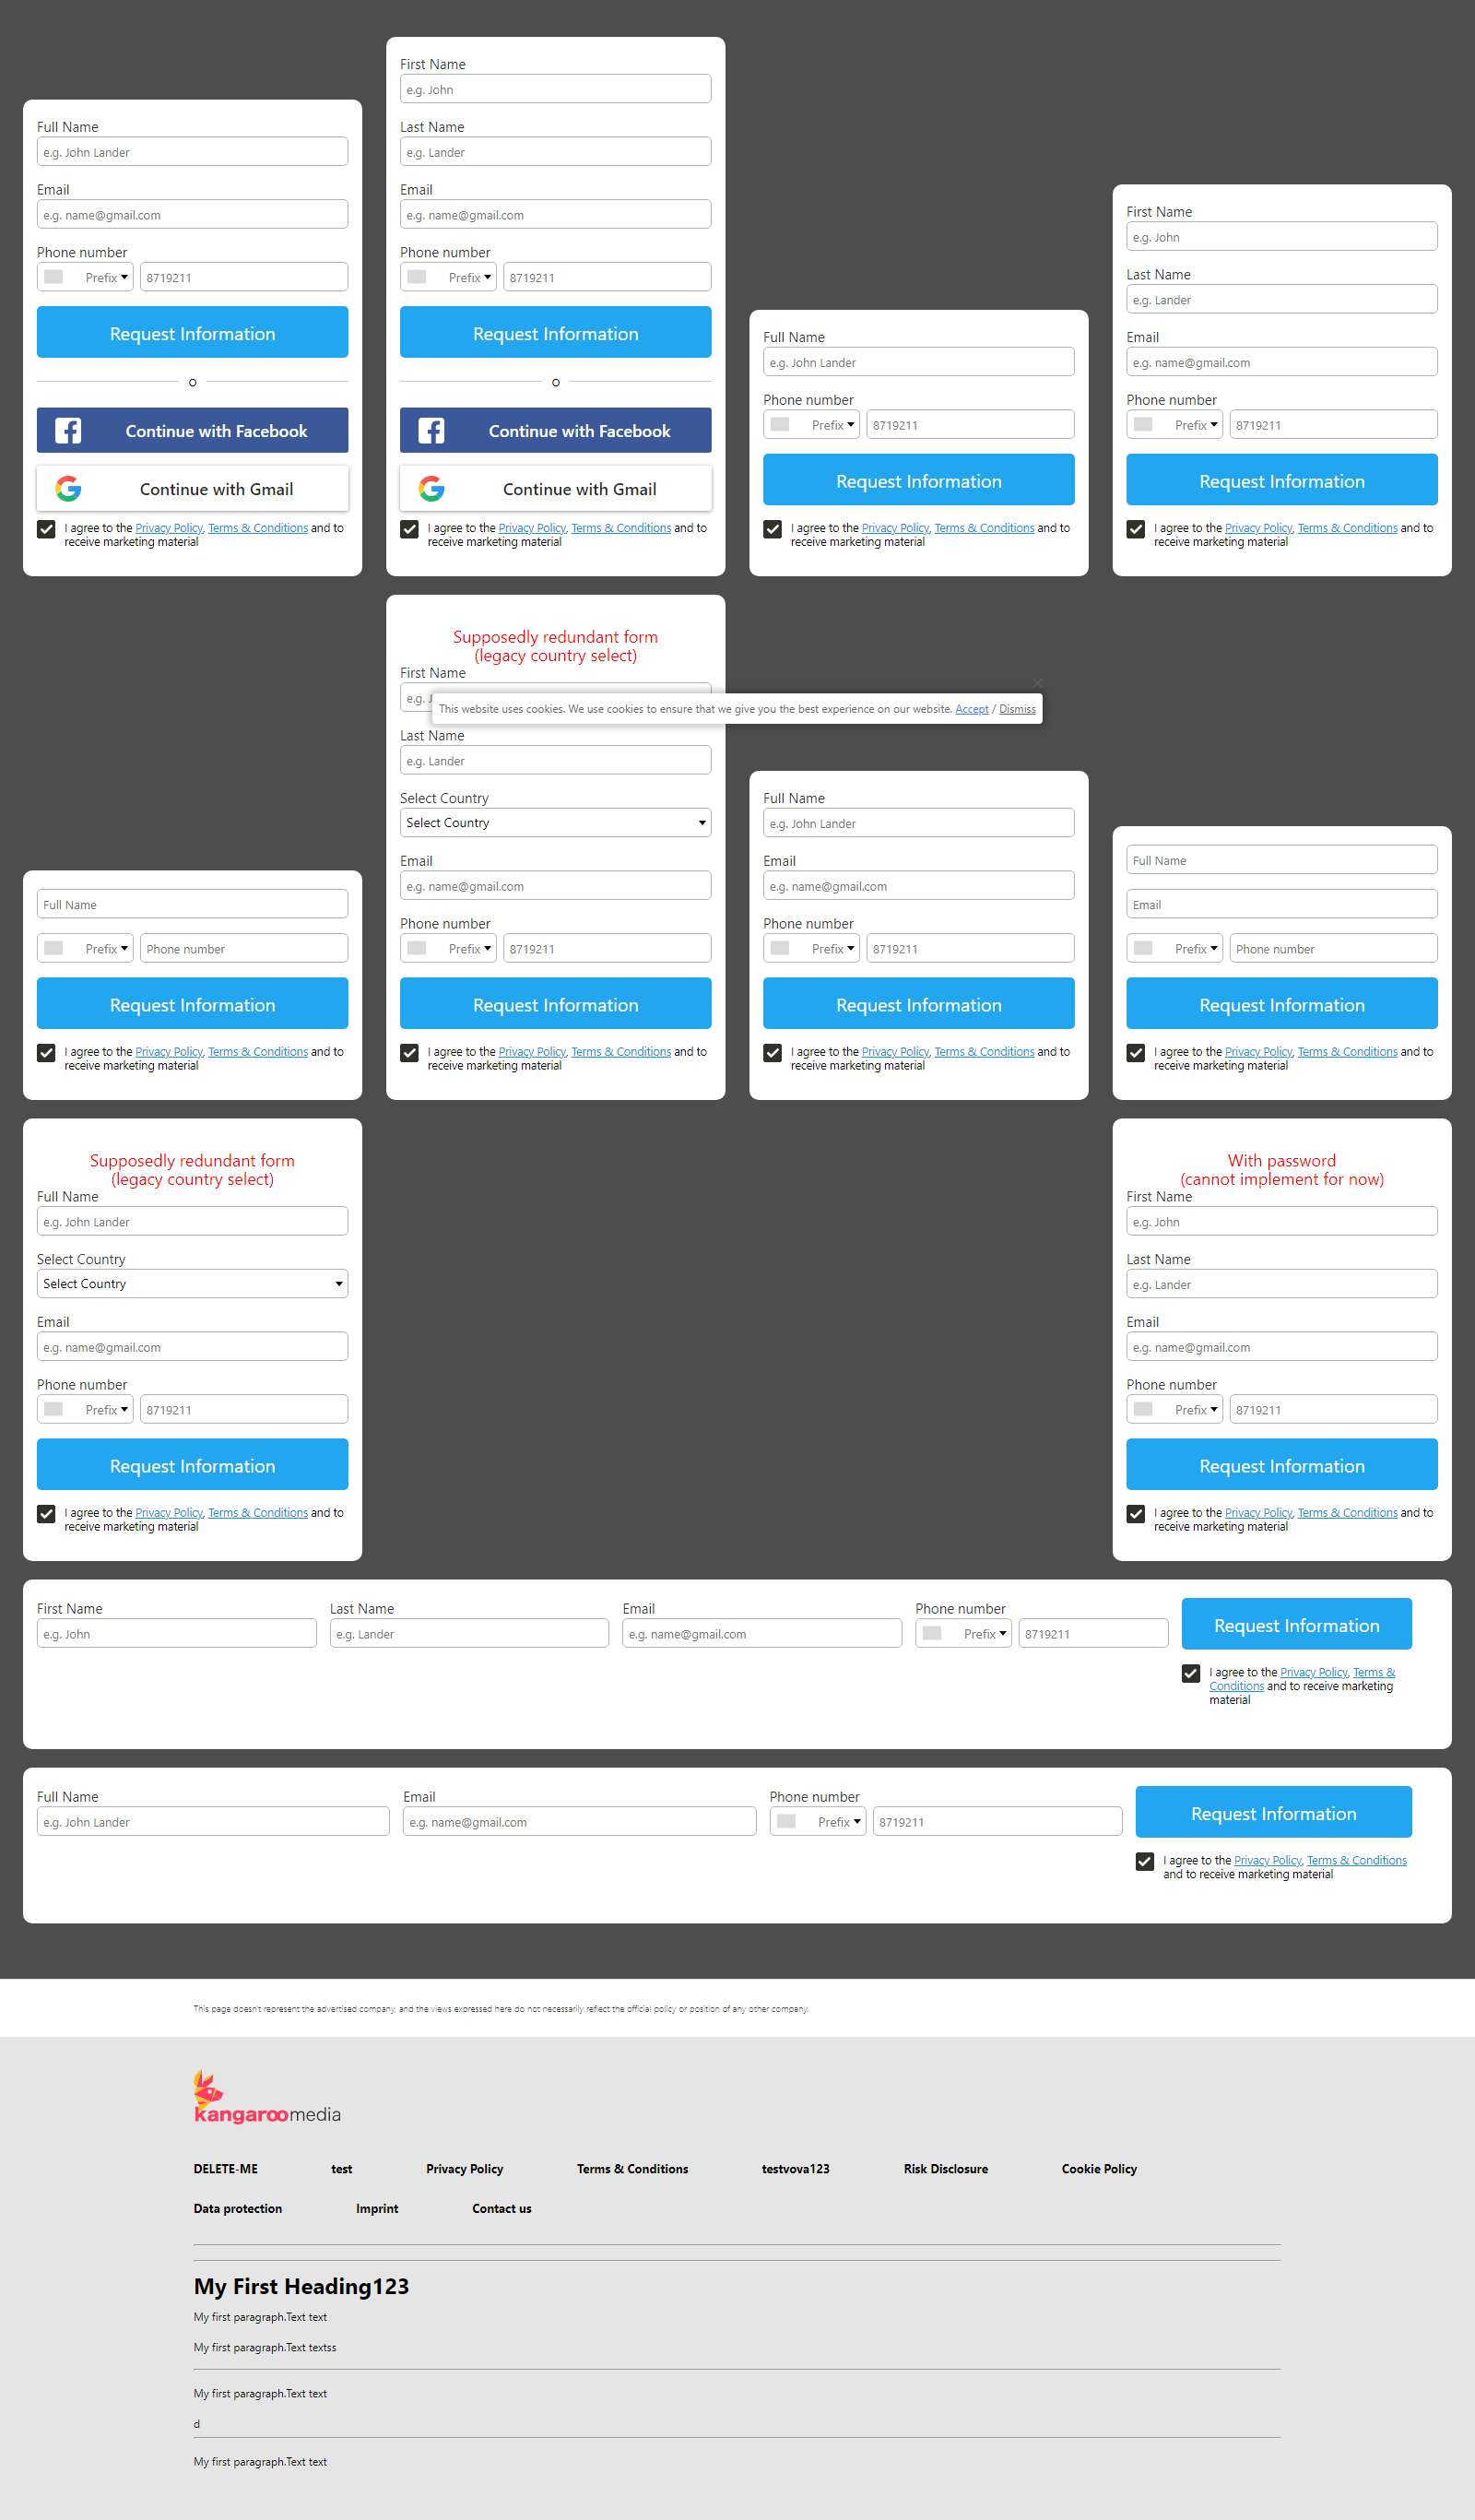 Full Name
e.g. John Lander
Email
e.g. name@gmail.com
Phone number
Prefix 8719211
Request Information
o
Continue with Facebook
Continue with Gmail
I agree to the Privacy Policy, Terms & Conditions and to
receive marketing material
First Name
e.g. John
Last Name
e.g. Lander
Email
e.g. name@gmail.com
Phone number
Prefix 8719211
Request Information
o
Continue with Facebook
Continue with Gmail
I agree to the Privacy Policy, Terms & Conditions and to
receive marketing material
Full Name
e.g. John Lander
Phone number
Prefix 8719211
Request Information
I agree to the Privacy Policy, Terms & Conditions and to
receive marketing material
First Name
e.g. John
Last Name
e.g. Lander
Email
e.g. name@gmail.com
Phone number
Prefix 8719211
Request Information
I agree to the Privacy Policy, Terms & Conditions and to
receive marketing material
Full Name
Prefix Phone number
Request Information
I agree to the Privacy Policy, Terms & Conditions and to
receive marketing material
Supposedly redundant form
(legacy country select)
First Name
e.g.
This website uses cookies. We use cookies to ensure that we give you the best experience on our website. Accept / Dismiss
Last Name
e.g. Lander
Select Country
Select Country
Email
e.g. name@gmail.com
Phone number
Prefix 8719211
Request Information
I agree to the Privacy Policy, Terms & Conditions and to
receive marketing material
Full Name
e.g. John Lander
Email
e.g. name@gmail.com
Phone number
Prefix 8719211
Request Information
I agree to the Privacy Policy, Terms & Conditions and to
receive marketing material
Full Name
Email
Prefix Phone number
Request Information
I agree to the Privacy Policy, Terms & Conditions and to
receive marketing material
Supposedly redundant form
(legacy country select)
Full Name
e.g. John Lander
Select Country
Select Country
Email
e.g. name@gmail.com
Phone number
Prefix 8719211
Request Information
I agree to the Privacy Policy, Terms & Conditions and to
receive marketing material
With password
(cannot implement for now)
First Name
e.g. John
Last Name
e.g. Lander
Email
e.g. name@gmail.com
Phone number
Prefix 8719211
Request Information
I agree to the Privacy Policy, Terms & Conditions and to
receive marketing material
First Name
e.g. John
Last Name
e.g. Lander
Email
e.g. name@gmail.com
Phone number
Prefix 8719211
Request Information
I agree to the Privacy Policy, Terms &
Conditions and to receive marketing
material
Full Name
e.g. John Lander
Email
e.g. name@gmail.com
Phone number
Prefix 8719211
Request Information
I agree to the Privacy Policy, Terms & Conditions
and to receive marketing material
This page doesn't represent the advertised company, and the views expressed here do not necessarily reflect the official policy or position of any other company.
kangaroomedia
DELETE-ME test Privacy Policy Terms & Conditions testvova123 Risk Disclosure Cookie Policy
Data protection Imprint Contact us
My First Heading123
My first paragraph.Text text
My first paragraph.Text textss
My first paragraph.Text text
d
My first paragraph.Text text